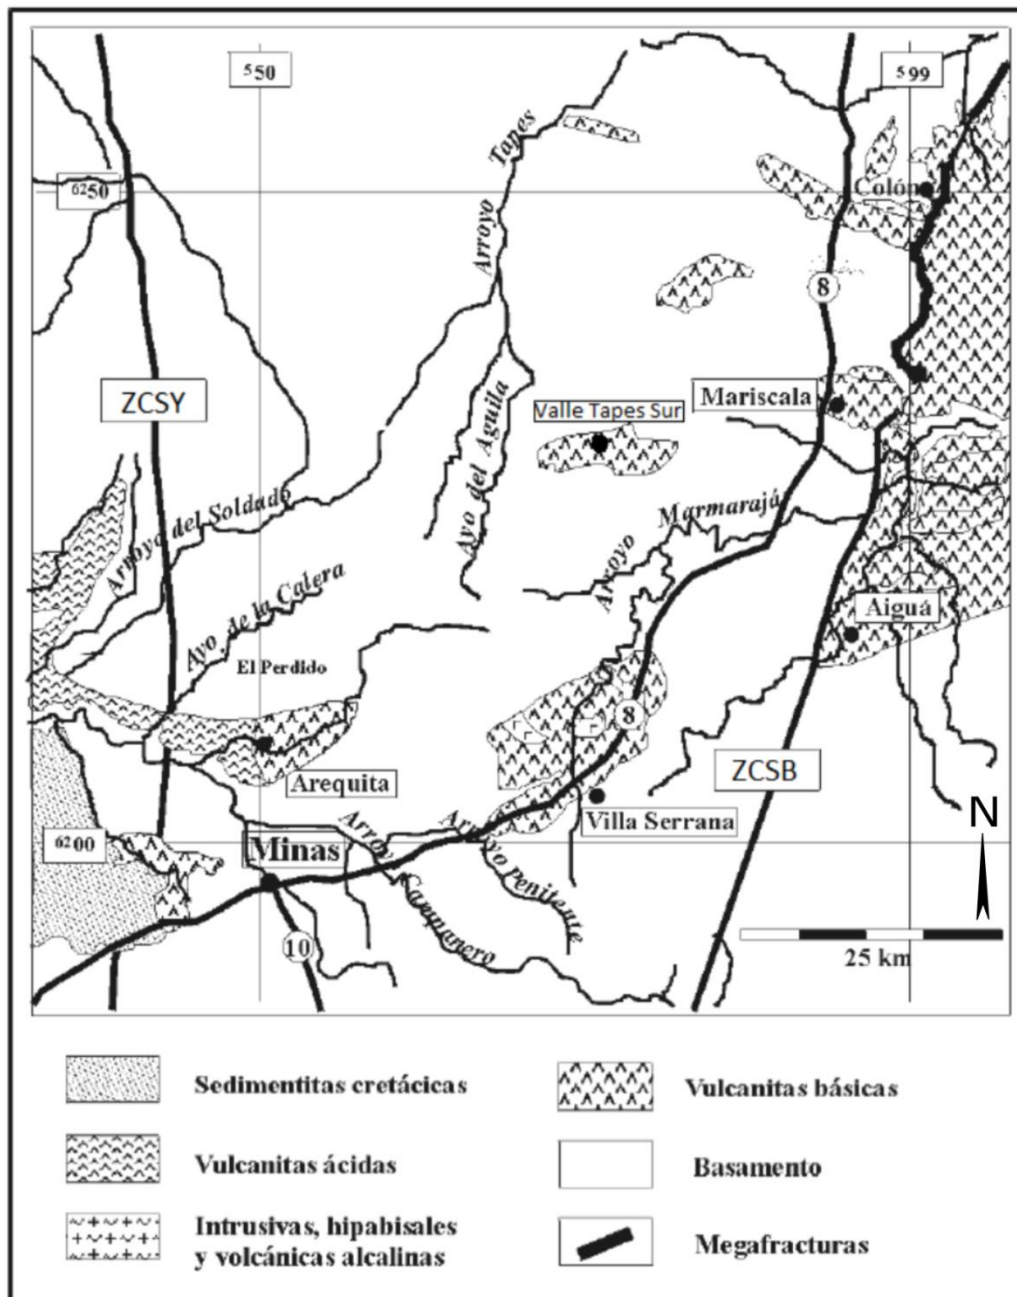 550
599
Tapes
6250
Colón
Arroyo
8
ZCSY
Mariscala
Valle Tapes Sur
Ayo del Aguila
Arroyo del Soldado
Marmarajá
Arroyo
Ayo de la Calera
Aiguá
El Perdido
8
ZCSB
Arequita
Villa Serrana
N
6200
Minas
Arroyo Campanero
Arroyo Penitente
10
25 km
Sedimentitas cretácicas
Vulcanitas básicas
Vulcanitas ácidas
Basamento
Intrusivas, hipabisales
y volcánicas alcalinas
Megafracturas